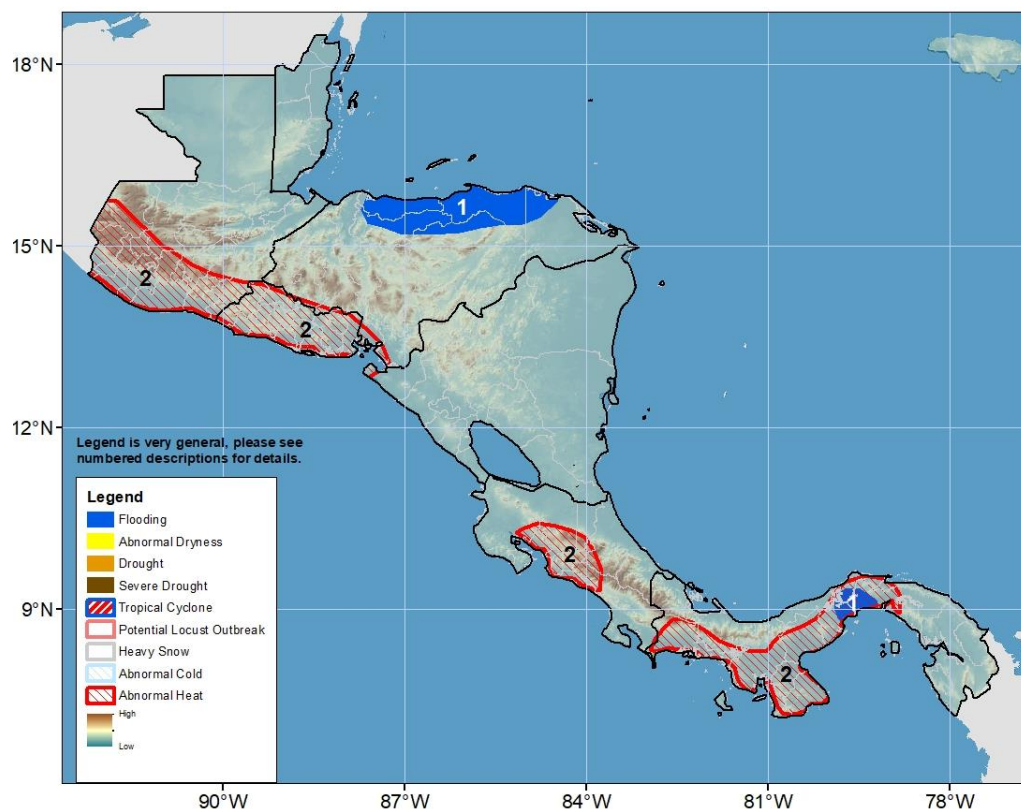 18°N
15°N
12°N
9°N
1
2
2
2
1
2
Legend is very general, please see
numbered descriptions for details.
Legend
Flooding
Abnormal Dryness
Drought
Severe Drought
Tropical Cyclone
Potential Locust Outbreak
Heavy Snow
Abnormal Cold
Abnormal Heat
High
Low
90°W
87°W
84°W
81°W
78°W